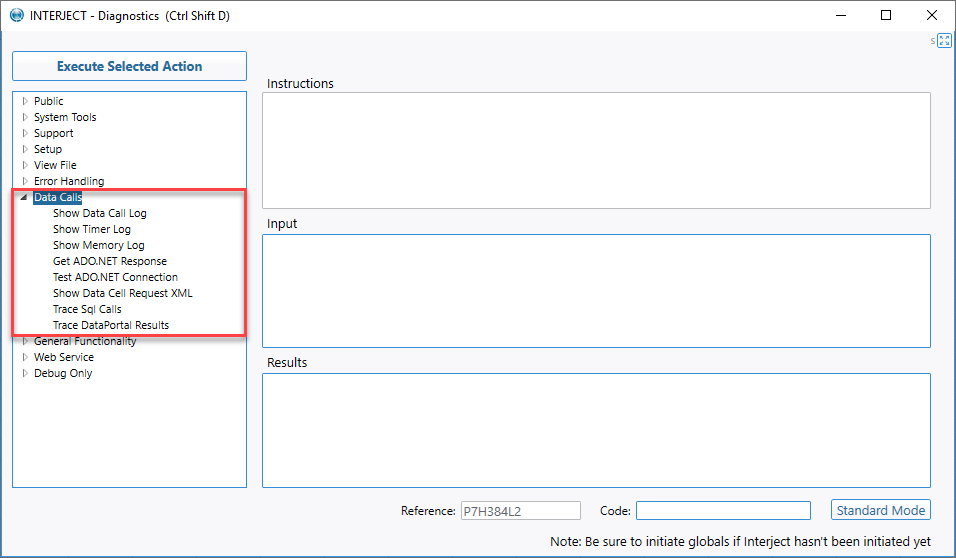 INTERJECT - Diagnostics  (Ctrl Shift D)
s
Execute Selected Action
Public
System Tools
Support
Setup
View File
Error Handling
Data Calls
Show Data Call Log
Show Timer Log
Show Memory Log
Get ADO.NET Response
Test ADO.NET Connection
Show Data Cell Request XML
Trace Sql Calls
Trace DataPortal Results
General Functionality
Web Service
Debug Only
Instructions
Input
Results
Reference: P7H384L2 Code: Standard Mode
Note: Be sure to initiate globals if Interject hasn't been initiated yet